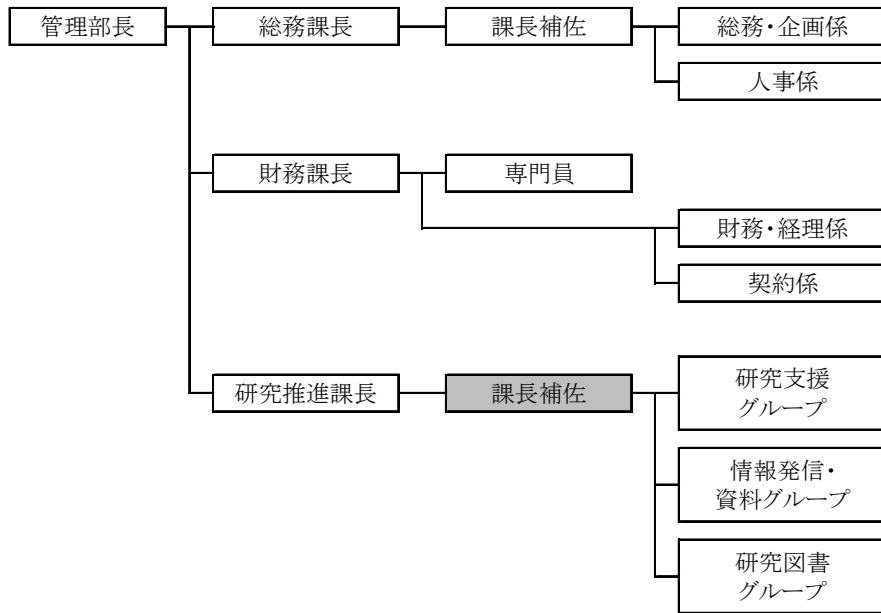 管理部長
総務課長
課長補佐
総務・企画係
人事係
財務課長
専門員
財務・経理係
契約係
研究推進課長
課長補佐
研究支援
グループ
情報発信・
資料グループ
研究図書
グループ